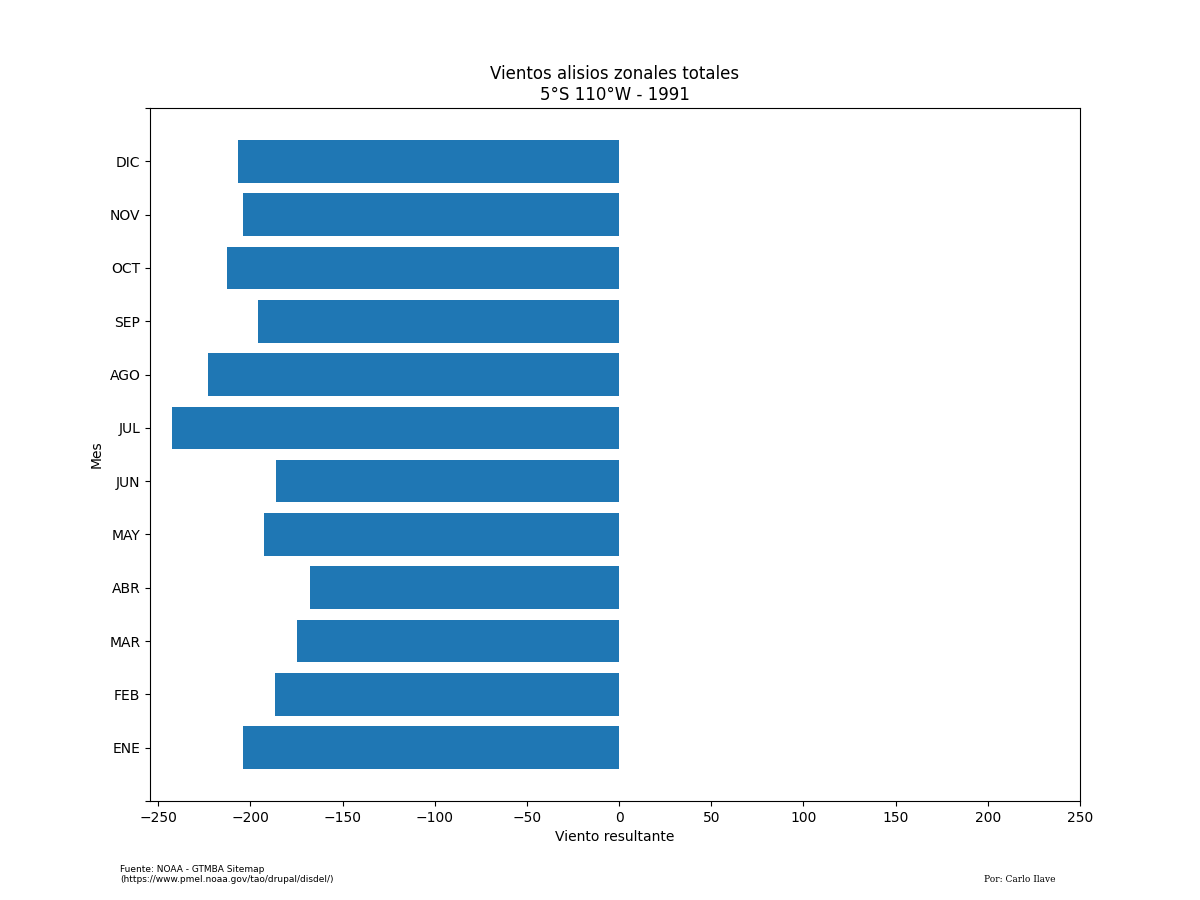 Vientos alisios zonales totales
5°S 110°W - 1991
DIC
NOV
OCT
SEP
AGO
JUL
JUN
MAY
ABR
MAR
FEB
ENE
Mes
−250 −200 −150 −100 −50 0 50 100 150 200 250
Viento resultante
Fuente: NOAA - GTMBA Sitemap
(https://www.pmel.noaa.gov/tao/drupal/disdel/)
Por: Carlo Ilave